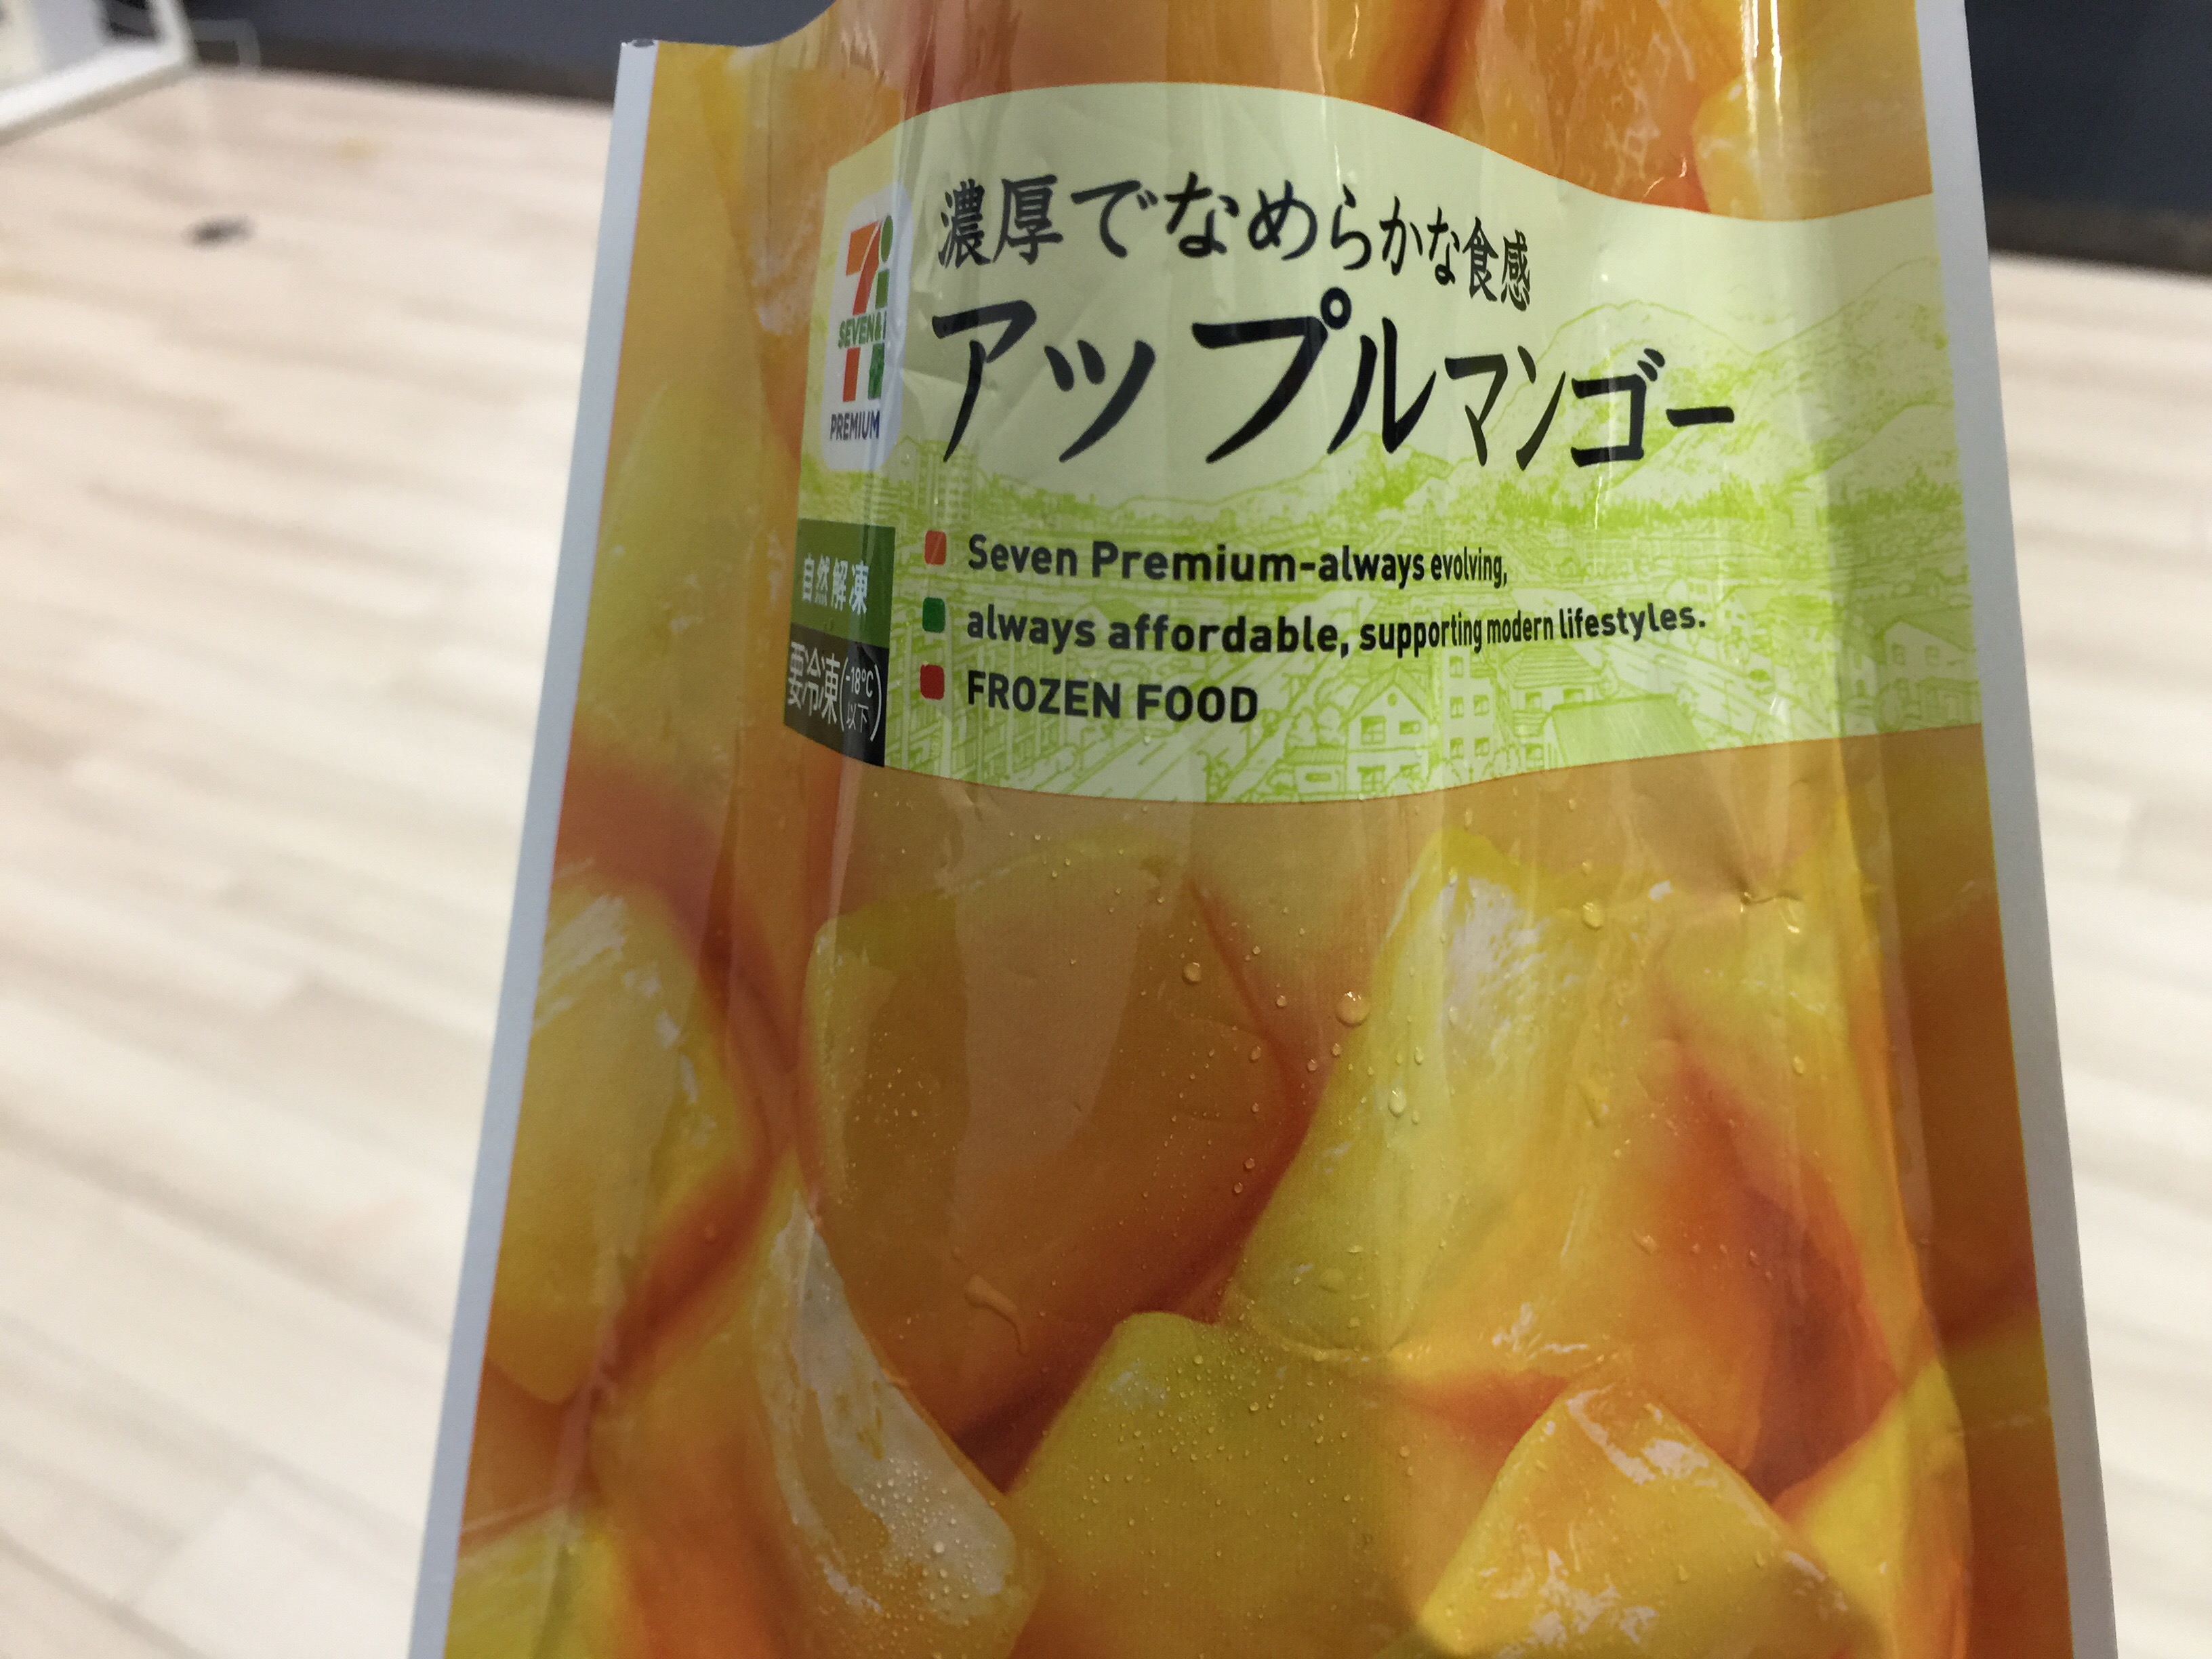 濃厚でなめらかな食感
アップルマンゴー
7i
SEVEN&i
PREMIUM
自然解凍
要冷凍(-18℃以下)
Seven Premium-always evolving,
always affordable, supporting modern lifestyles.
FROZEN FOOD